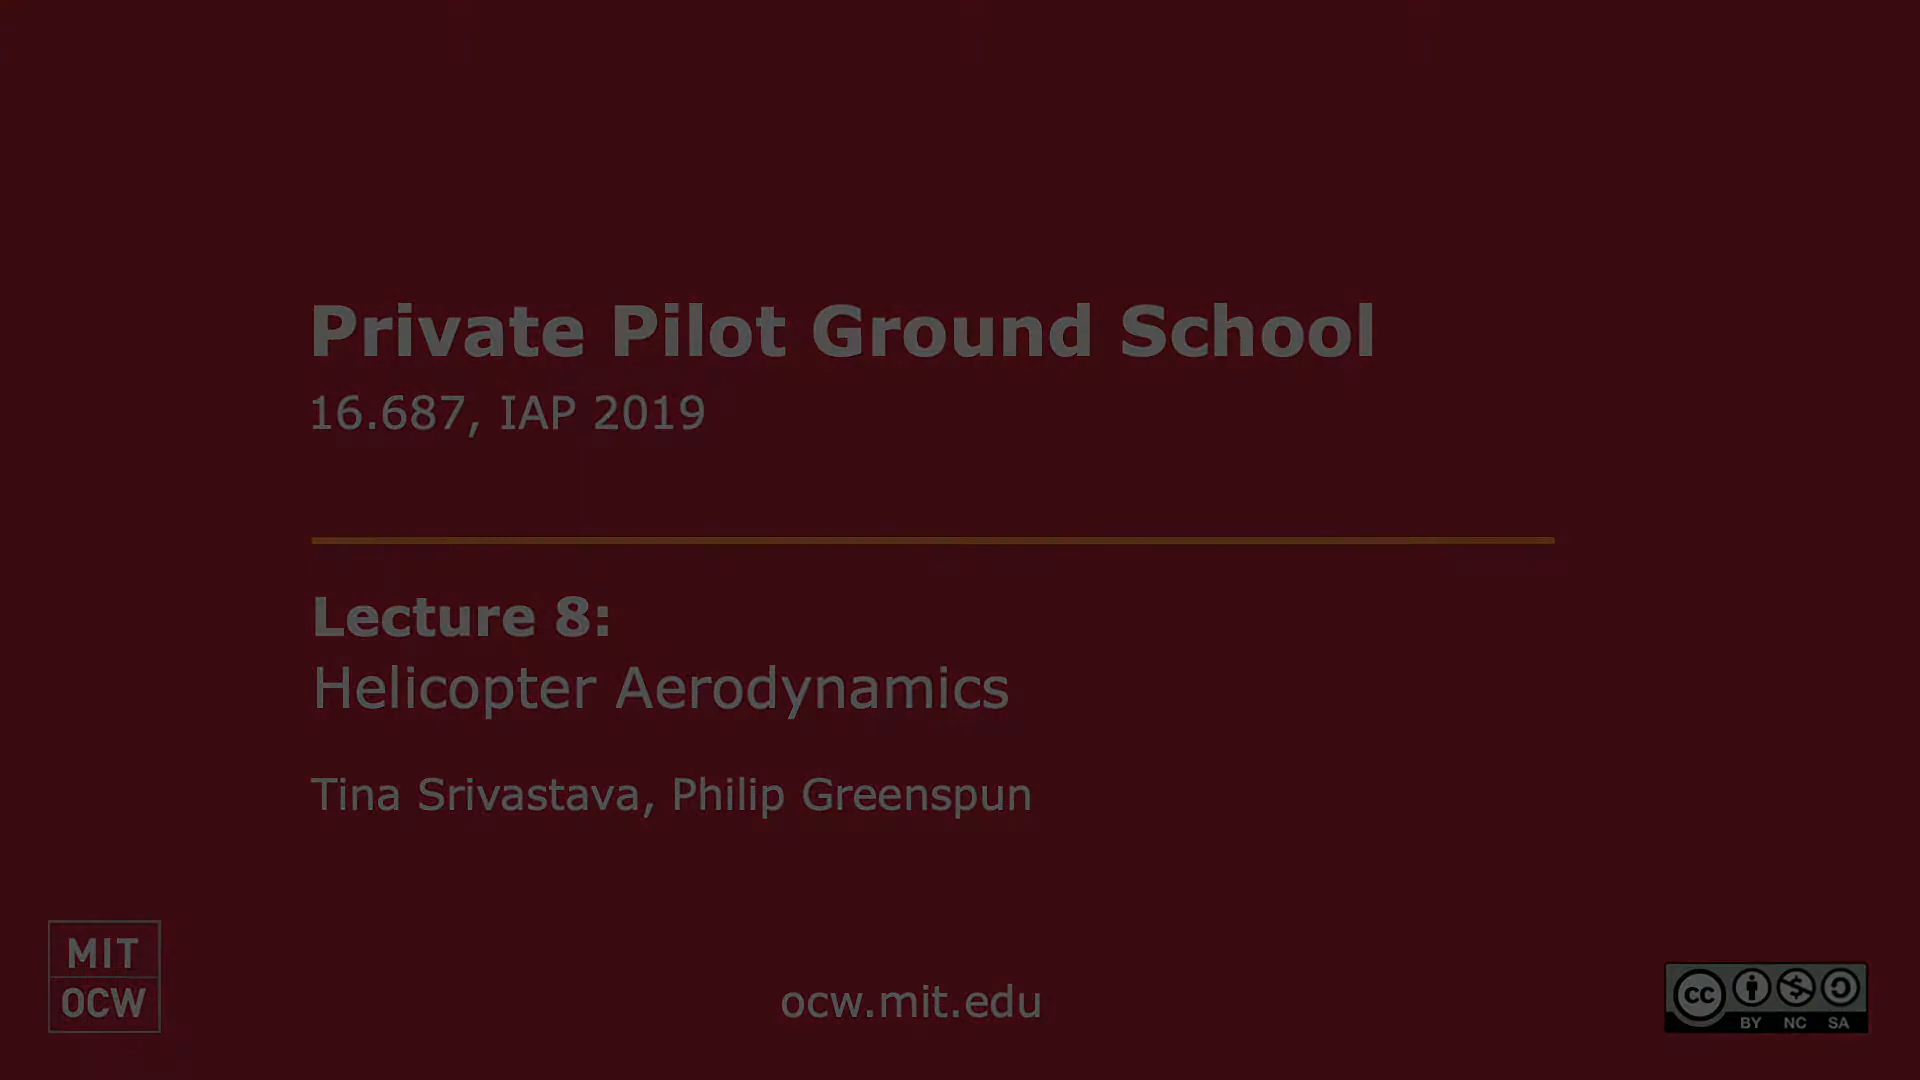 Private Pilot Ground School
16.687, IAP 2019
Lecture 8:
Helicopter Aerodynamics
Tina Srivastava, Philip Greenspun
MIT
OCW
ocw.mit.edu
cc
BY NC SA